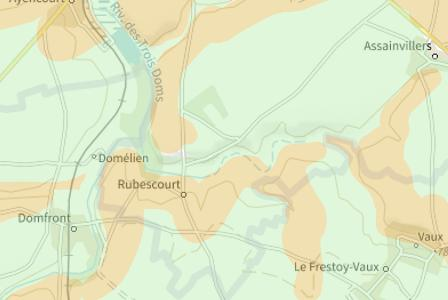 Ayencourt
Riv. des Trois Doms
Assainvillers
Domélien
Rubescourt
Domfront
Vaux
Le Frestoy-Vaux